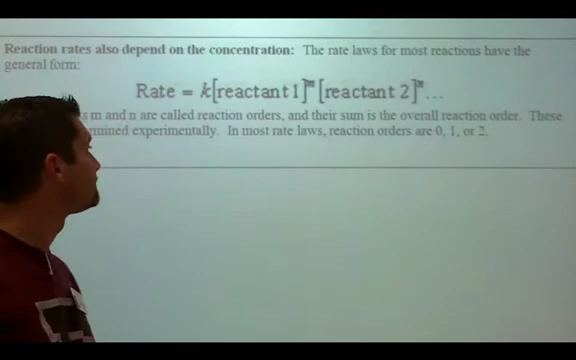 Reaction rates also depend on the concentration: The rate laws for most reactions have the
general form:
Rate = k[reactant 1]ᵐ [reactant 2]ⁿ...
s m and n are called reaction orders, and their sum is the overall reaction order. These
mined experimentally. In most rate laws, reaction orders are 0, 1, or 2.